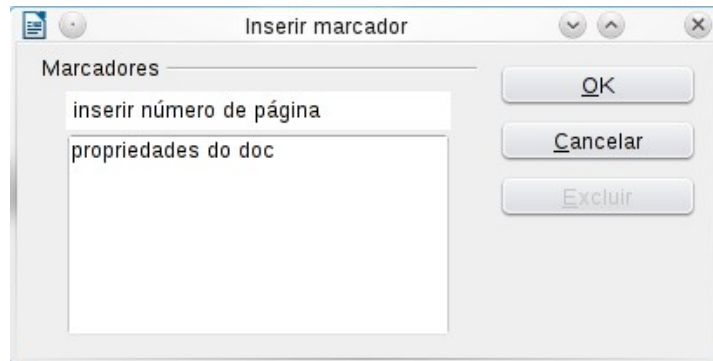 Inserir marcador
Marcadores
inserir número de página
propriedades do doc
OK
Cancelar
Excluir